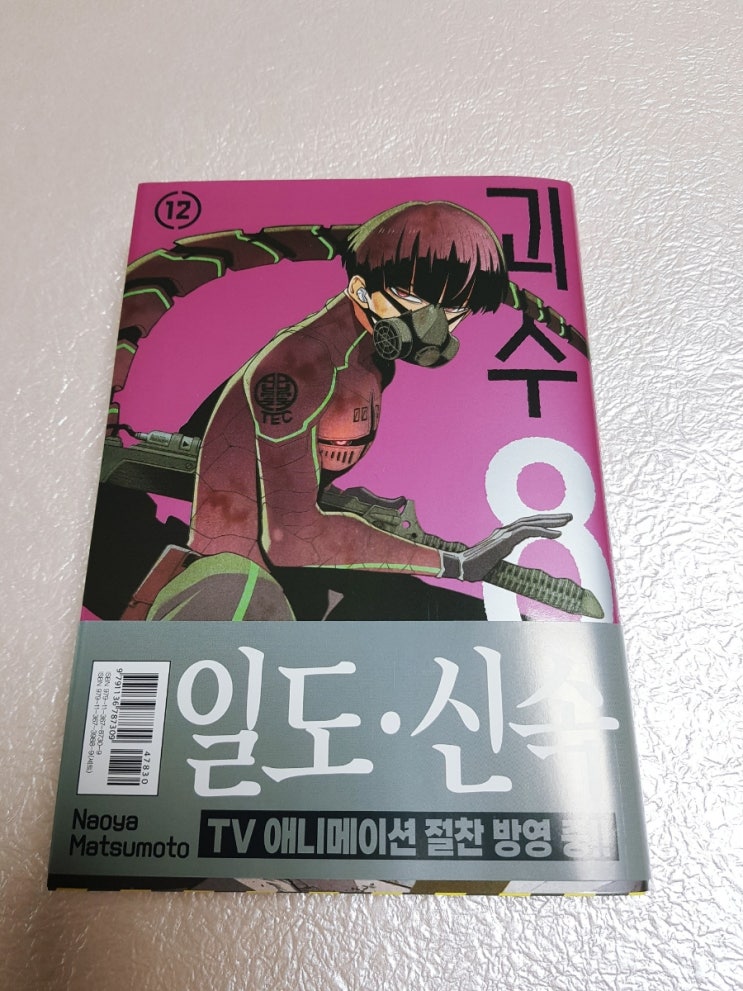 12
괴수
8
TEC
일도·신속
Naoya
Matsumoto
TV 애니메이션 절찬 방영
47830